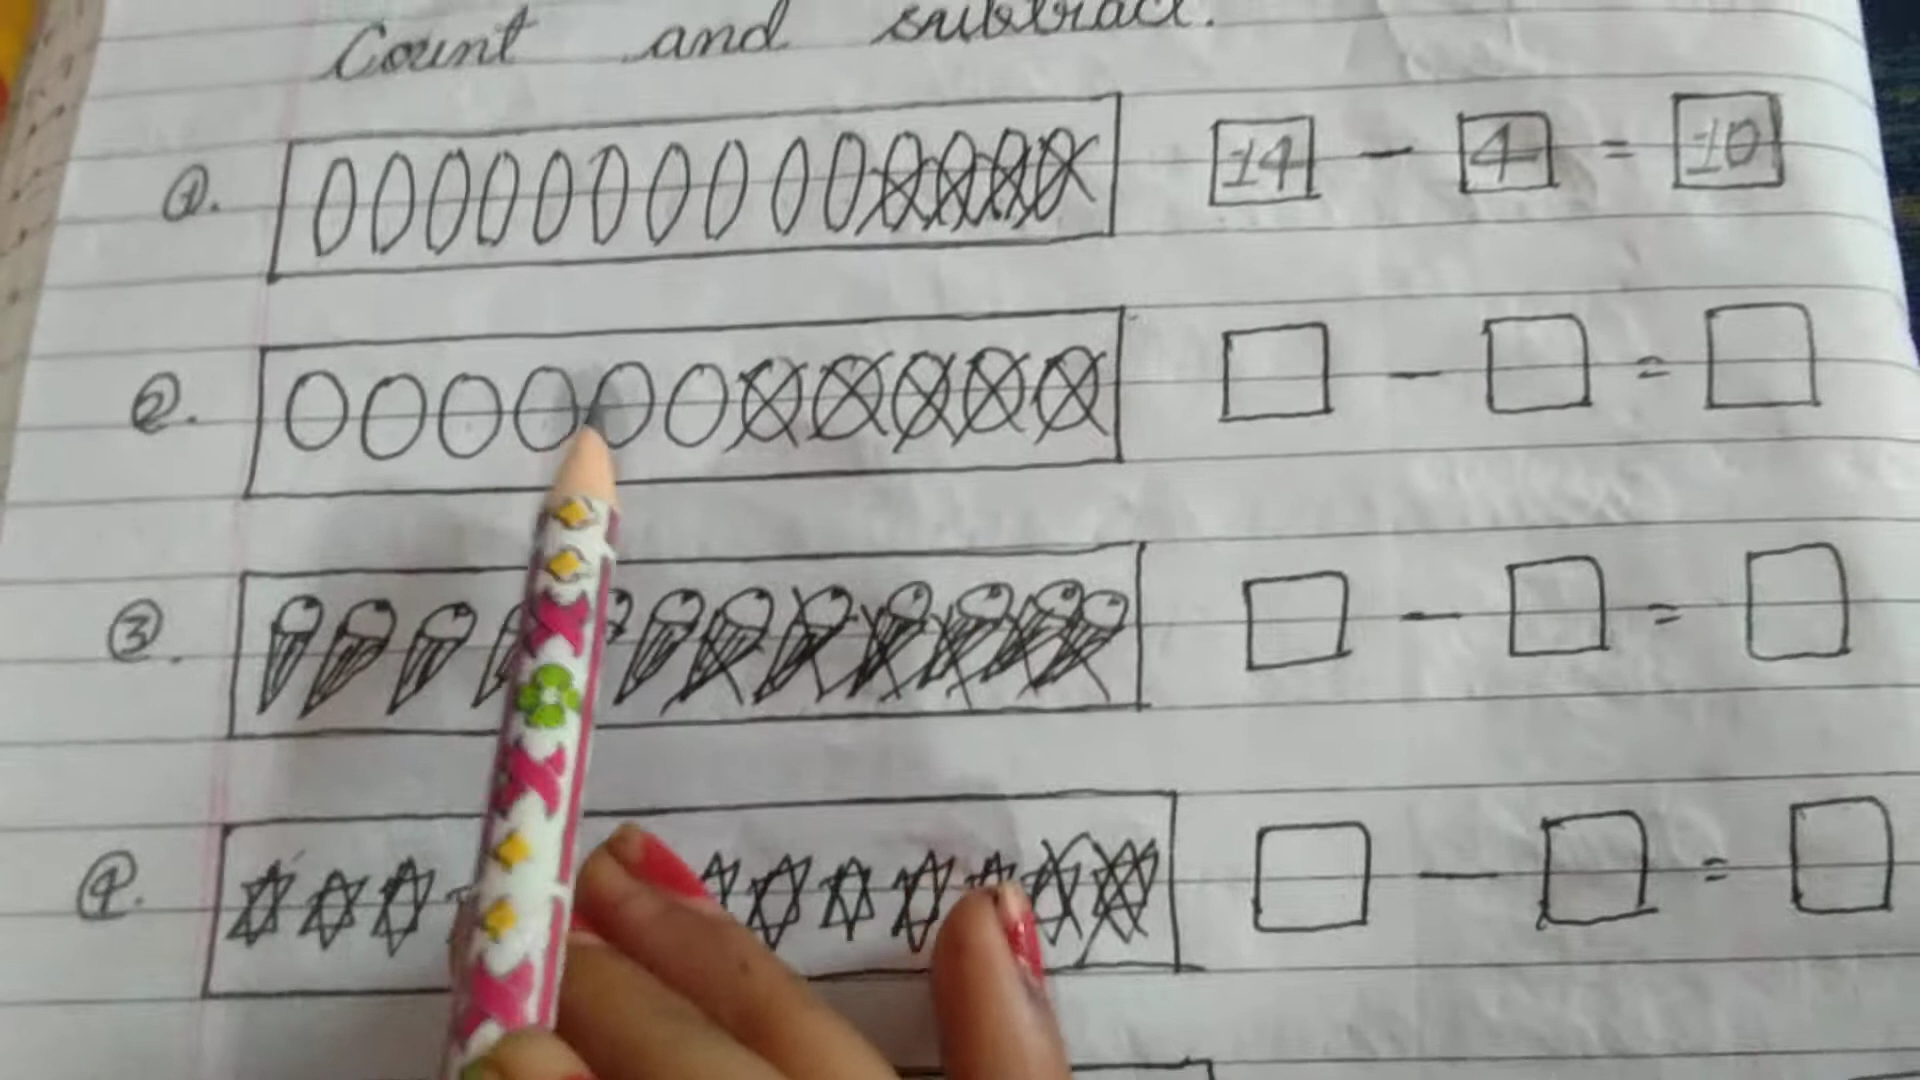 Count and subtract.
1. 14 - 4 = 10
2. - =
3. - =
4. - =